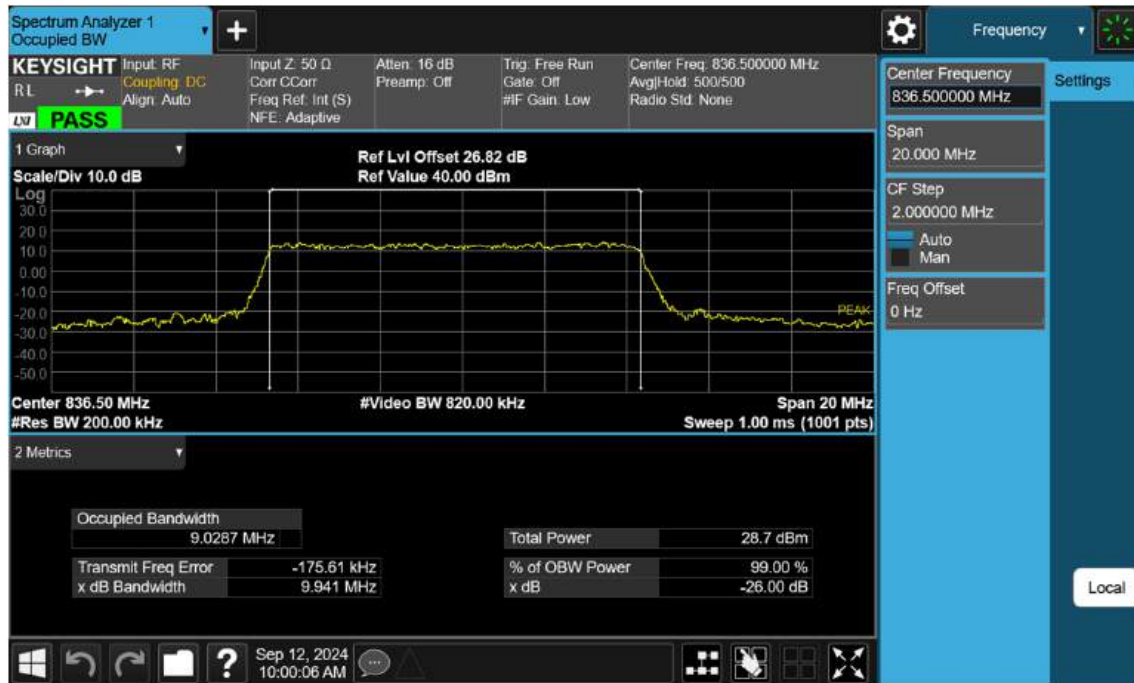 Spectrum Analyzer 1
Occupied BW
+
Frequency
KEYSIGHT
RL
LXI PASS
Input: RF
Coupling: DC
Align: Auto
Input Z: 50 Ω
Corr CCorr
Freq Ref: Int (S)
NFE: Adaptive
Atten: 16 dB
Preamp: Off
Trig: Free Run
Gate: Off
#IF Gain: Low
Center Freq: 836.500000 MHz
Avg|Hold: 500/500
Radio Std: None
Center Frequency
836.500000 MHz
Settings
Span
20.000 MHz
CF Step
2.000000 MHz
Auto
Man
Freq Offset
0 Hz
1 Graph
Scale/Div 10.0 dB
Ref Lvl Offset 26.82 dB
Ref Value 40.00 dBm
Log
30.0
20.0
10.0
0.00
-10.0
-20.0
-30.0
-40.0
-50.0
PEAK
Center 836.50 MHz
#Video BW 820.00 kHz
Span 20 MHz
#Res BW 200.00 kHz
Sweep 1.00 ms (1001 pts)
2 Metrics
Occupied Bandwidth
9.0287 MHz
Total Power 28.7 dBm
Transmit Freq Error -175.61 kHz
% of OBW Power 99.00 %
x dB Bandwidth 9.941 MHz
x dB -26.00 dB
Local
?
Sep 12, 2024
10:00:06 AM